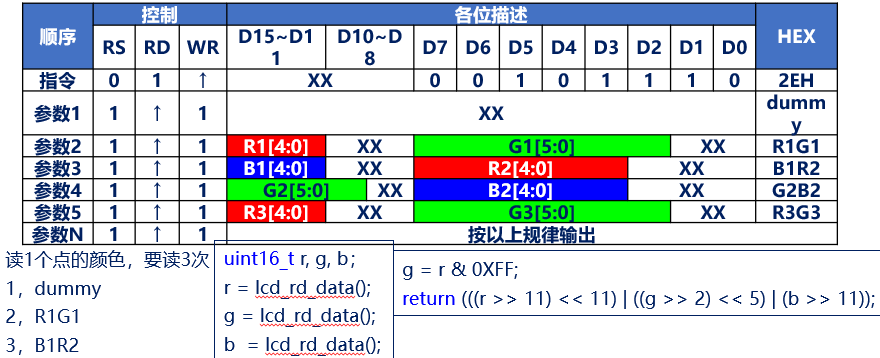 顺序 控制 各位描述 HEX
RS RD WR D15~D11 D10~D8 D7 D6 D5 D4 D3 D2 D1 D0
指令 0 1 ↑ XX 0 0 1 0 1 1 1 0 2EH
参数1 1 ↑ 1 XX dummy
参数2 1 ↑ 1 R1[4:0] XX G1[5:0] XX R1G1
参数3 1 ↑ 1 B1[4:0] XX R2[4:0] XX B1R2
参数4 1 ↑ 1 G2[5:0] XX B2[4:0] XX G2B2
参数5 1 ↑ 1 R3[4:0] XX G3[5:0] XX R3G3
参数N 1 ↑ 1 按以上规律输出
读1个点的颜色，要读3次
1，dummy
2，R1G1
3，B1R2
uint16_t r, g, b;
r = lcd_rd_data();
g = lcd_rd_data();
b = lcd_rd_data();
g = r & 0XFF;
return (((r >> 11) << 11) | ((g >> 2) << 5) | (b >> 11));